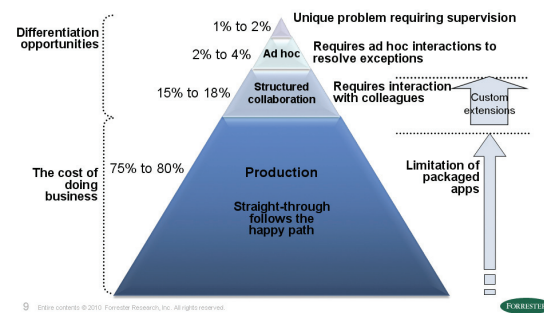 Differentiation
opportunities
1% to 2%
Unique problem requiring supervision
2% to 4%
Ad hoc
Requires ad hoc interactions to
resolve exceptions
15% to 18%
Structured
collaboration
Requires interaction
with colleagues
Custom
extensions
The cost of
doing
business
75% to 80%
Production
Straight-through
follows the
happy path
Limitation of
packaged
apps
9 Entire contents © 2010 Forrester Research, Inc. All rights reserved.
FORRESTER